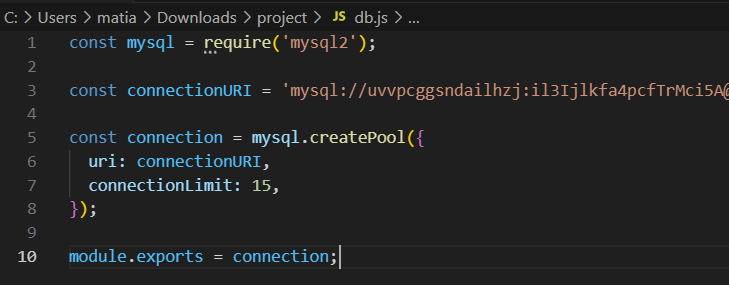 C: > Users > matia > Downloads > project > JS db.js > ...
1 const mysql = require('mysql2');
2
3 const connectionURI = 'mysql://uvvpcggsndailhzj:il3Ijlkfa4pcfTrMci5A@
4
5 const connection = mysql.createPool({
6 uri: connectionURI,
7 connectionLimit: 15,
8 });
9
10 module.exports = connection;